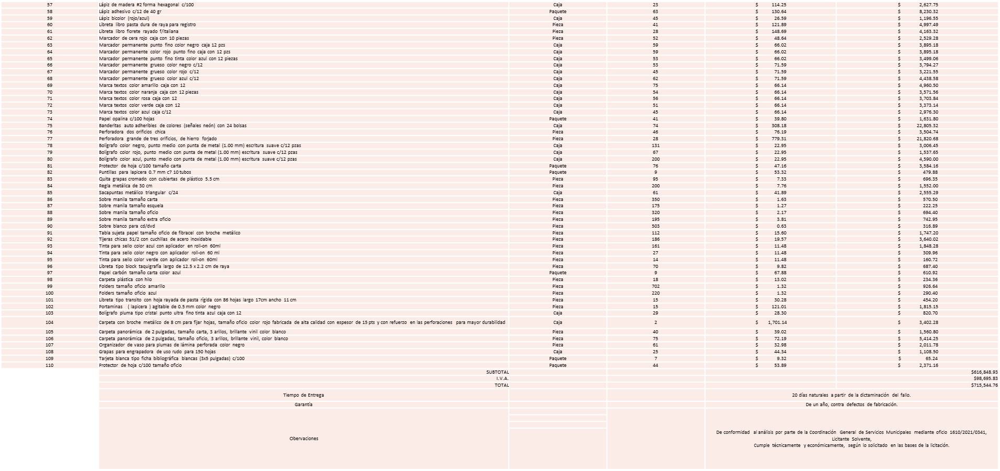 57 Lápiz de madera #2 forma hexagonal c/100 Caja 23 $ 114.25 $ 2,627.75
58 Lápiz adhesivo c/12 de 40 gr Paquete 63 $ 130.64 $ 8,230.32
59 Lápiz bicolor (rojo/azul) Caja 45 $ 26.59 $ 1,196.55
60 Libreta libro pasta dura de raya para registro Pieza 41 $ 121.89 $ 4,997.49
61 Libreta libro florete rayado f/italiana Pieza 28 $ 148.69 $ 4,163.32
62 Marcador de cera rojo caja con 10 piezas Pieza 52 $ 48.64 $ 2,529.28
63 Marcador permanente punto fino color negro caja 12 pzs Caja 59 $ 66.02 $ 3,895.18
64 Marcador permanente color rojo punto fino caja con 12 pzs Caja 59 $ 66.02 $ 3,895.18
65 Marcador permanente punto fino tinta color azul con 12 piezas Caja 53 $ 66.02 $ 3,499.06
66 Marcador permanente grueso color negro c/12 Caja 53 $ 71.59 $ 3,794.27
67 Marcador permanente grueso color rojo c/12 Caja 45 $ 71.59 $ 3,221.55
68 Marcador permanente grueso color azul c/12 Caja 62 $ 71.59 $ 4,438.58
69 Marca textos color amarillo caja con 12 Caja 75 $ 66.14 $ 4,960.50
70 Marca textos color naranja caja con 12 piezas Caja 54 $ 66.14 $ 3,571.56
71 Marca textos color rosa caja con 12 Caja 56 $ 66.14 $ 3,703.84
72 Marca textos color verde caja con 12 Caja 51 $ 66.14 $ 3,373.14
73 Marca textos color azul caja c/12 Caja 45 $ 66.14 $ 2,976.30
74 Papel opalina c/100 hojas Paquete 41 $ 39.80 $ 1,631.80
75 Banderitas auto adheribles de colores (señales neón) con 24 bolsas Caja 74 $ 308.18 $ 22,805.32
76 Perforadora dos orificios chica Pieza 46 $ 76.19 $ 3,504.74
77 Perforadora grande de tres orificios, de hierro forjado Pieza 28 $ 779.31 $ 21,820.68
78 Bolígrafo color negro, punto medio con punta de metal (1.00 mm) escritura suave c/12 pzas Caja 131 $ 22.95 $ 3,006.45
79 Bolígrafo color rojo, punto medio con punta de metal (1.00 mm) escritura suave c/12 pzas Caja 67 $ 22.95 $ 1,537.65
80 Bolígrafo color azul, punto medio con punta de metal (1.00 mm) escritura suave c/12 pzas Caja 200 $ 22.95 $ 4,590.00
81 Protector de hoja c/100 tamaño carta Paquete 76 $ 47.16 $ 3,584.16
82 Puntillas para lapicera 0.7 mm c7 10 tubos Paquete 9 $ 53.32 $ 479.88
83 Quita grapas cromado con cubiertas de plástico 5.5 cm Pieza 95 $ 7.33 $ 696.35
84 Regla metálica de 30 cm Pieza 200 $ 7.76 $ 1,552.00
85 Sacapuntas metálico triangular c/24 Caja 61 $ 41.89 $ 2,555.29
86 Sobre manila tamaño carta Pieza 350 $ 1.63 $ 570.50
87 Sobre manila tamaño esquela Pieza 175 $ 1.27 $ 222.25
88 Sobre manila tamaño oficio Pieza 320 $ 2.17 $ 694.40
89 Sobre manila tamaño extra oficio Pieza 195 $ 3.81 $ 742.95
90 Sobre blanco para cd/dvd Pieza 503 $ 0.63 $ 316.89
91 Tabla sujeta papel tamaño oficio de fibracel con broche metálico Pieza 112 $ 15.60 $ 1,747.20
92 Tijeras chicas 51/2 con cuchillas de acero inoxidable Pieza 186 $ 19.57 $ 3,640.02
93 Tinta para sello color azul con aplicador en roll-on 60ml Pieza 161 $ 11.48 $ 1,848.28
94 Tinta para sello color negro con aplicador roll-on 60 ml Pieza 27 $ 11.48 $ 309.96
95 Tinta para sello color verde con aplicador roll-on 60ml Pieza 14 $ 11.48 $ 160.72
96 Libreta tipo block taquigrafía largo de 12.5 x 2.2 cm de raya Pieza 70 $ 9.82 $ 687.40
97 Papel carbón tamaño carta color azul Paquete 9 $ 67.88 $ 610.92
98 Carpeta plástica con hilo Pieza 18 $ 13.02 $ 234.36
99 Folders tamaño oficio amarillo Pieza 702 $ 1.32 $ 926.64
100 Folders tamaño oficio azul Pieza 220 $ 1.32 $ 290.40
101 Libreta tipo transito con hoja rayada de pasta rígida con 86 hojas largo 17cm ancho 11 cm Pieza 15 $ 30.28 $ 454.20
102 Portaminas ( lapicera ) agitable de 0.5 mm color negro Pieza 15 $ 121.01 $ 1,815.15
103 Bolígrafo pluma tipo cristal punto ultra fino tinta azul caja con 12 Caja 29 $ 28.30 $ 820.70
104 Carpeta con broche metálico de 8 cm para fijar hojas, tamaño oficio color rojo fabricada de alta calidad con espesor de 15 pts y con refuerzo en las perforaciones para mayor durabilidad Caja 2 $ 1,701.14 $ 3,402.28
105 Carpeta panorámica de 2 pulgadas, tamaño carta, 3 arillos, brillante vinil color blanco Pieza 40 $ 39.02 $ 1,560.80
106 Carpeta panorámica de 2 pulgadas, tamaño oficio, 3 arillos, brillante vinil, color blanco Pieza 75 $ 72.19 $ 5,414.25
107 Organizador de vaso para plumas de lámina perforada color negro Pieza 61 $ 32.98 $ 2,011.78
108 Grapas para engrapadora de uso rudo para 150 hojas Caja 25 $ 44.34 $ 1,108.50
109 Tarjeta blanca tipo ficha bibliográfica blancas (3x5 pulgadas) c/100 Paquete 7 $ 9.32 $ 65.24
110 Protector de hoja c/100 tamaño oficio Paquete 44 $ 53.89 $ 2,371.16
SUBTOTAL $616,848.93
I.V.A. $98,695.83
TOTAL $715,544.76
Tiempo de Entrega 20 días naturales a partir de la dictaminación del fallo.
Garantía De un año, contra defectos de fabricación.
Obervaciones
De conformidad al análisis por parte de la Coordinación General de Servicios Municipales mediante oficio 1610/2021/0341,
Licitante Solvente,
Cumple técnicamente y económicamente, según lo solicitado en las bases de la licitación.